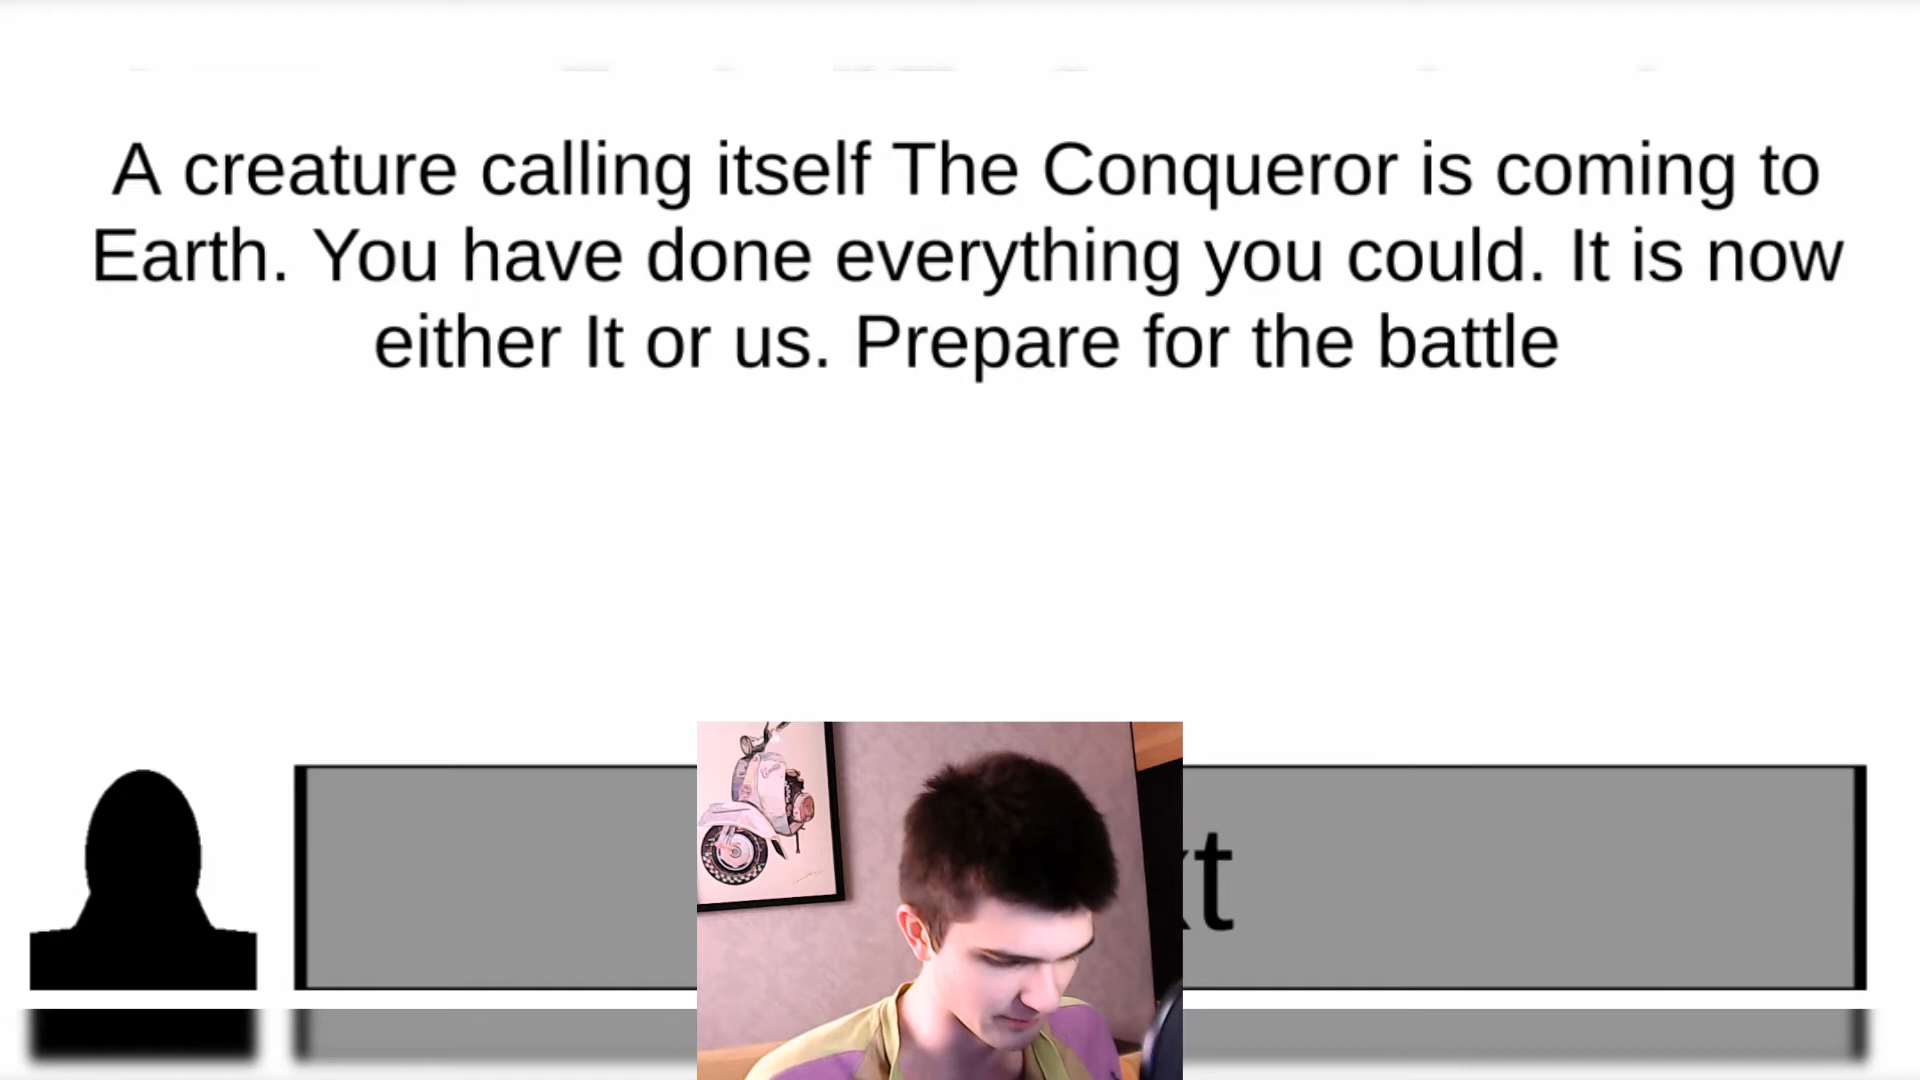 A creature calling itself The Conqueror is coming to
Earth. You have done everything you could. It is now
either It or us. Prepare for the battle